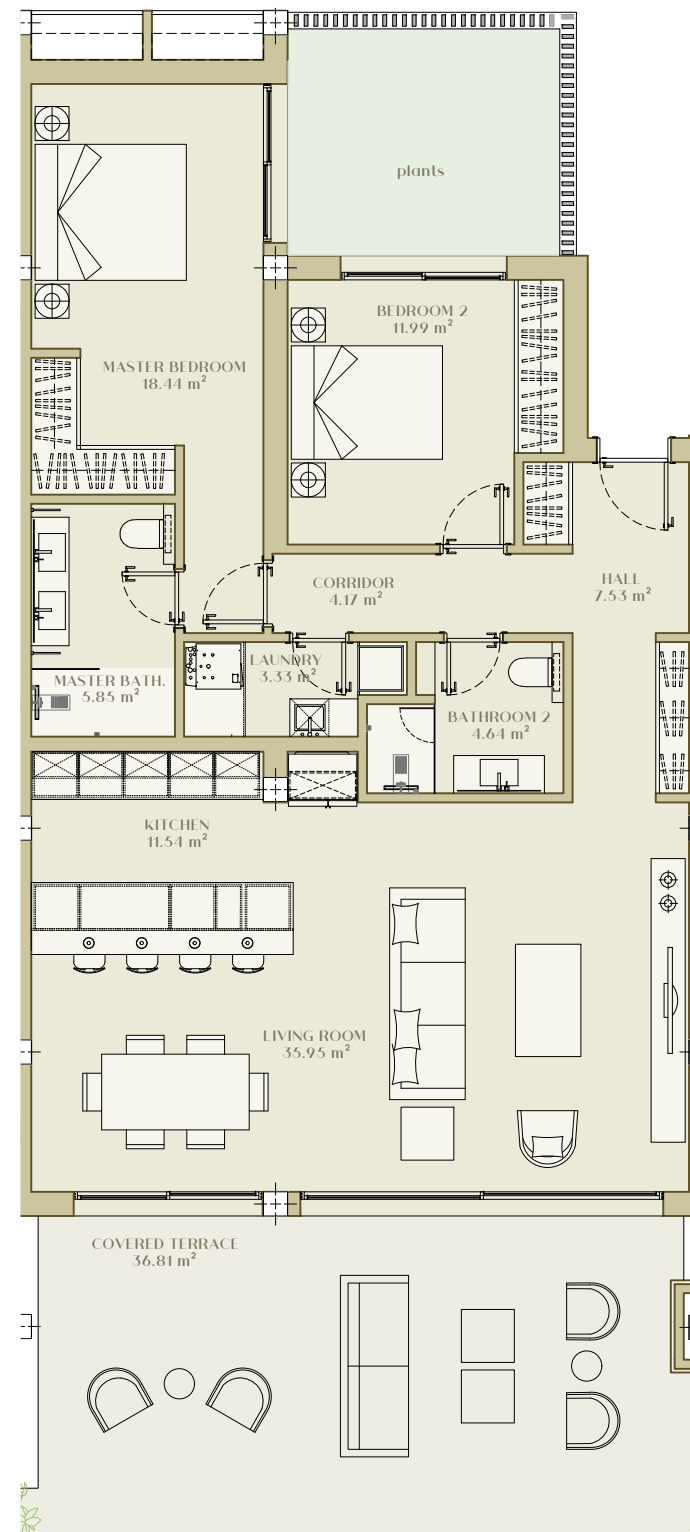 plants
BEDROOM 2
11.99 m²
MASTER BEDROOM
18.44 m²
CORRIDOR
4.17 m²
HALL
7.53 m²
LAUNDRY
3.33 m²
MASTER BATH.
5.85 m²
BATHROOM 2
4.64 m²
KITCHEN
11.54 m²
LIVING ROOM
35.95 m²
COVERED TERRACE
36.81 m²